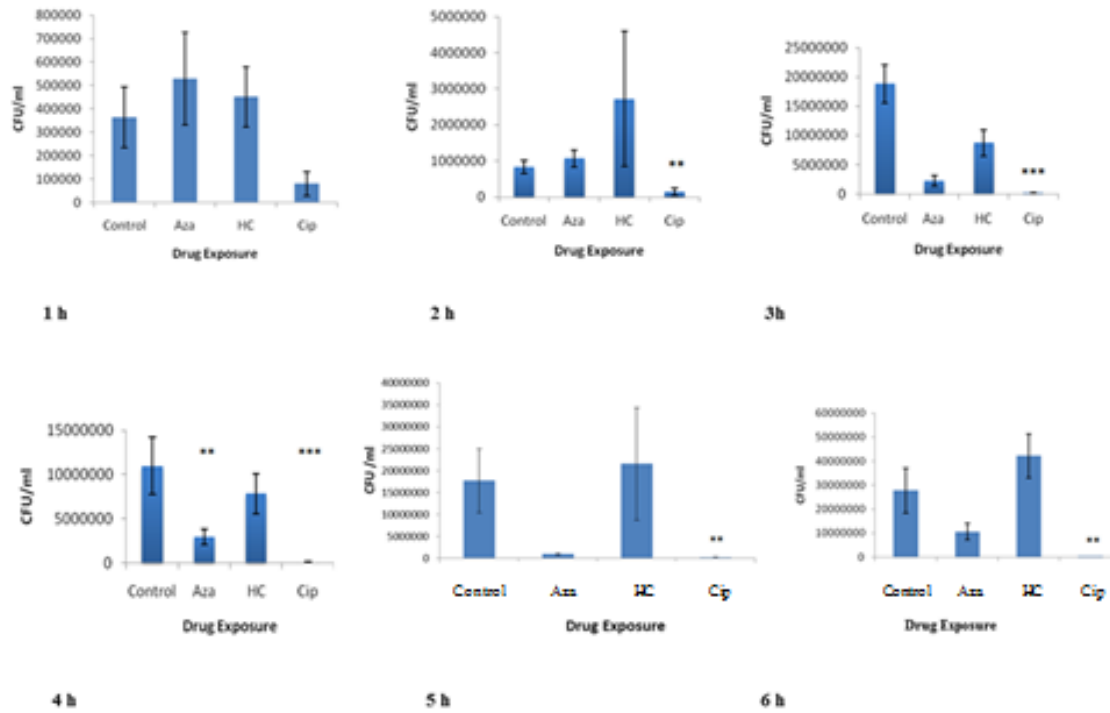 800000
700000
600000
500000
400000
300000
200000
100000
0
CFU/ml
Control Aza HC Cip
Drug Exposure
1 h
5000000
4000000
3000000
2000000
1000000
0
CFU/ml
**
Control Aza HC Cip
Drug Exposure
2 h
25000000
20000000
15000000
10000000
5000000
0
CFU/ml
***
Control Aza HC Cip
Drug Exposure
3h
15000000
10000000
5000000
0
CFU/ml
** ***
Control Aza HC Cip
Drug Exposure
4 h
40000000
35000000
30000000
25000000
20000000
15000000
10000000
5000000
0
CFU /ml
**
Control Aza HC Cip
Drug Exposure
5 h
60000000
50000000
40000000
30000000
20000000
10000000
0
CFU/ml
**
Control Aza HC Cip
Drug Exposure
6 h